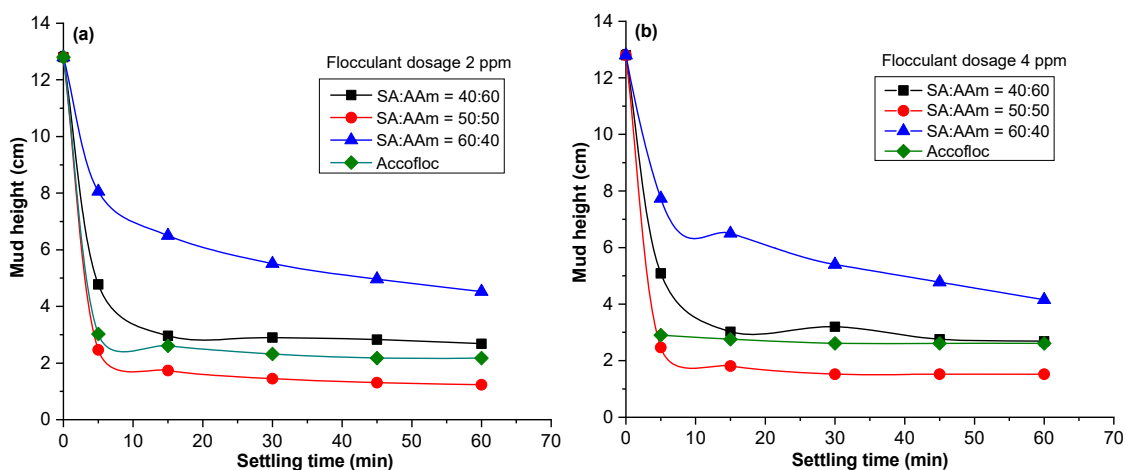 (a)
Flocculant dosage 2 ppm
SA:AAm = 40:60
SA:AAm = 50:50
SA:AAm = 60:40
Accofloc
Mud height (cm)
14
12
10
8
6
4
2
0
0 10 20 30 40 50 60 70
Settling time (min)
(b)
Flocculant dosage 4 ppm
SA:AAm = 40:60
SA:AAm = 50:50
SA:AAm = 60:40
Accofloc
Mud height (cm)
14
12
10
8
6
4
2
0
0 10 20 30 40 50 60 70
Settling time (min)